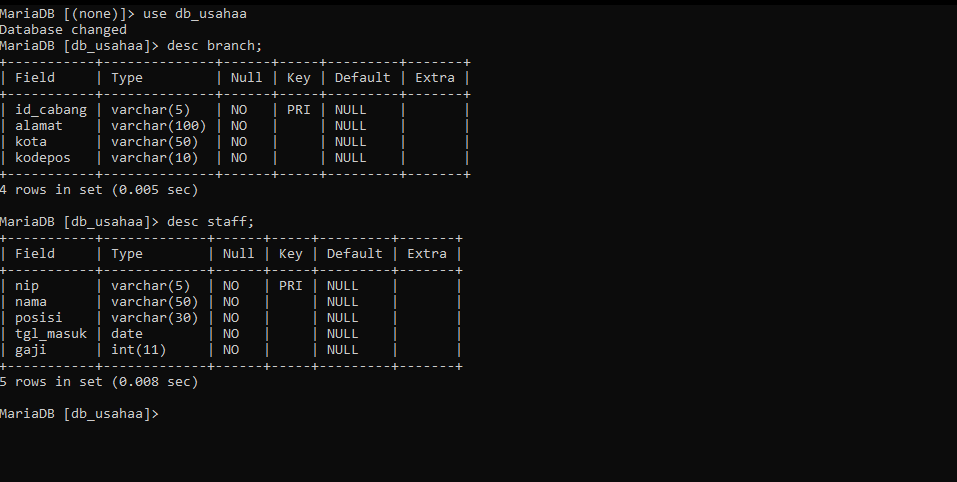 MariaDB [(none)]> use db_usahaa
Database changed
MariaDB [db_usahaa]> desc branch;
+-----------+--------------+------+-----+---------+-------+
| Field     | Type         | Null | Key | Default | Extra |
+-----------+--------------+------+-----+---------+-------+
| id_cabang | varchar(5)   | NO   | PRI | NULL    |       |
| alamat    | varchar(100) | NO   |     | NULL    |       |
| kota      | varchar(50)  | NO   |     | NULL    |       |
| kodepos   | varchar(10)  | NO   |     | NULL    |       |
+-----------+--------------+------+-----+---------+-------+
4 rows in set (0.005 sec)

MariaDB [db_usahaa]> desc staff;
+-----------+-------------+------+-----+---------+-------+
| Field     | Type        | Null | Key | Default | Extra |
+-----------+-------------+------+-----+---------+-------+
| nip       | varchar(5)  | NO   | PRI | NULL    |       |
| nama      | varchar(50) | NO   |     | NULL    |       |
| posisi    | varchar(30) | NO   |     | NULL    |       |
| tgl_masuk | date        | NO   |     | NULL    |       |
| gaji      | int(11)     | NO   |     | NULL    |       |
+-----------+-------------+------+-----+---------+-------+
5 rows in set (0.008 sec)

MariaDB [db_usahaa]>